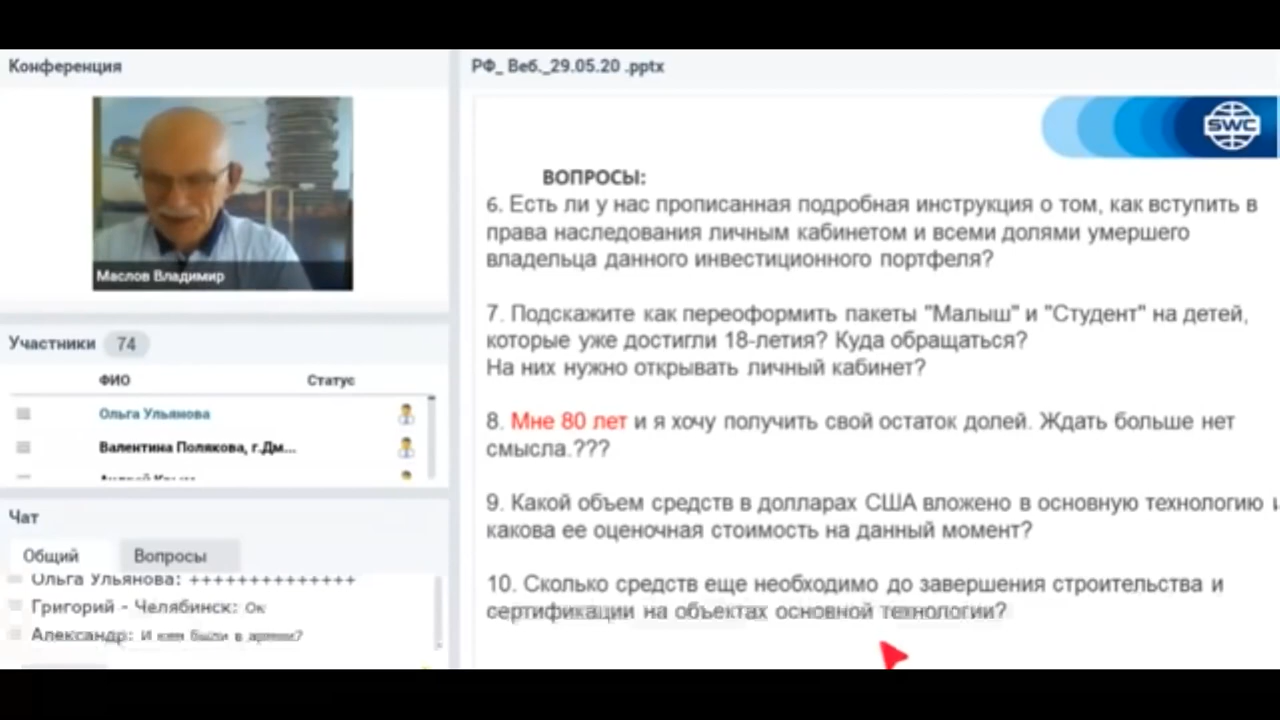 Конференция
Маслов Владимир
Участники 74
ФИО Статус
Ольга Ульянова
Валентина Полякова, г.Дм...
Чат
Общий Вопросы
Ольга Ульянова: ++++++++++++++
Григорий - Челябинск: Ок
Александр: И кем были в армии?
РФ_ Веб._29.05.20 .pptx
SWC
ВОПРОСЫ:
6. Есть ли у нас прописанная подробная инструкция о том, как вступить в
права наследования личным кабинетом и всеми долями умершего
владельца данного инвестиционного портфеля?
7. Подскажите как переоформить пакеты "Малыш" и "Студент" на детей,
которые уже достигли 18-летия? Куда обращаться?
На них нужно открывать личный кабинет?
8. Мне 80 лет и я хочу получить свой остаток долей. Ждать больше нет
смысла.???
9. Какой объем средств в долларах США вложено в основную технологию
какова ее оценочная стоимость на данный момент?
10. Сколько средств еще необходимо до завершения строительства и
сертификации на объектах основной технологии?